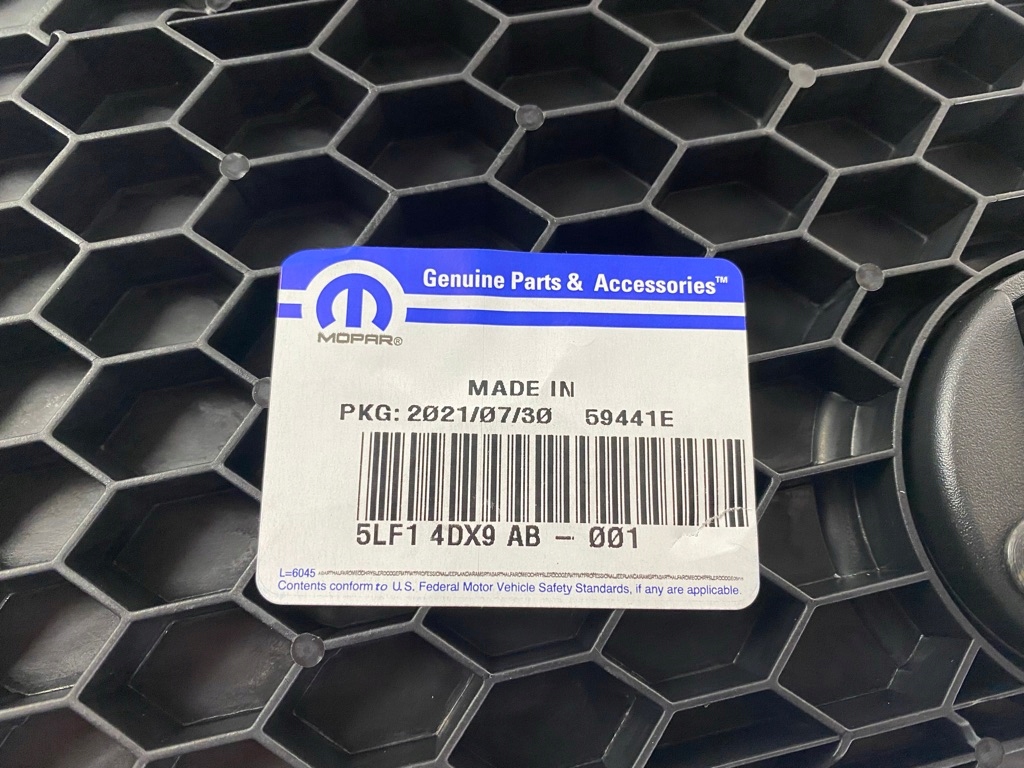 Genuine Parts & Accessories™
MOPAR®
MADE IN
PKG: 2021/07/30 59441E
5LF1 4DX9 AB - 001
L=6045
Contents conform to U.S. Federal Motor Vehicle Safety Standards, if any are applicable.